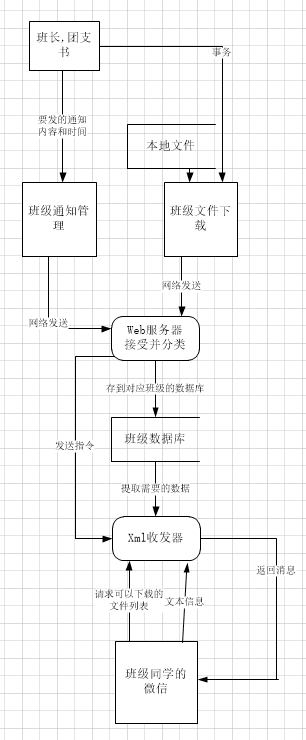 班长,团支
书
事务
要发的通知
内容和时间
本地文件
班级通知管
理
班级文件下
载
网络发送
网络发送
Web服务器
接受并分类
存到对应班级的数据库
发送指令
班级数据库
提取需要的数据
Xml收发器
返回消息
请求可以下载的
文件列表
文本信息
班级同学的
微信